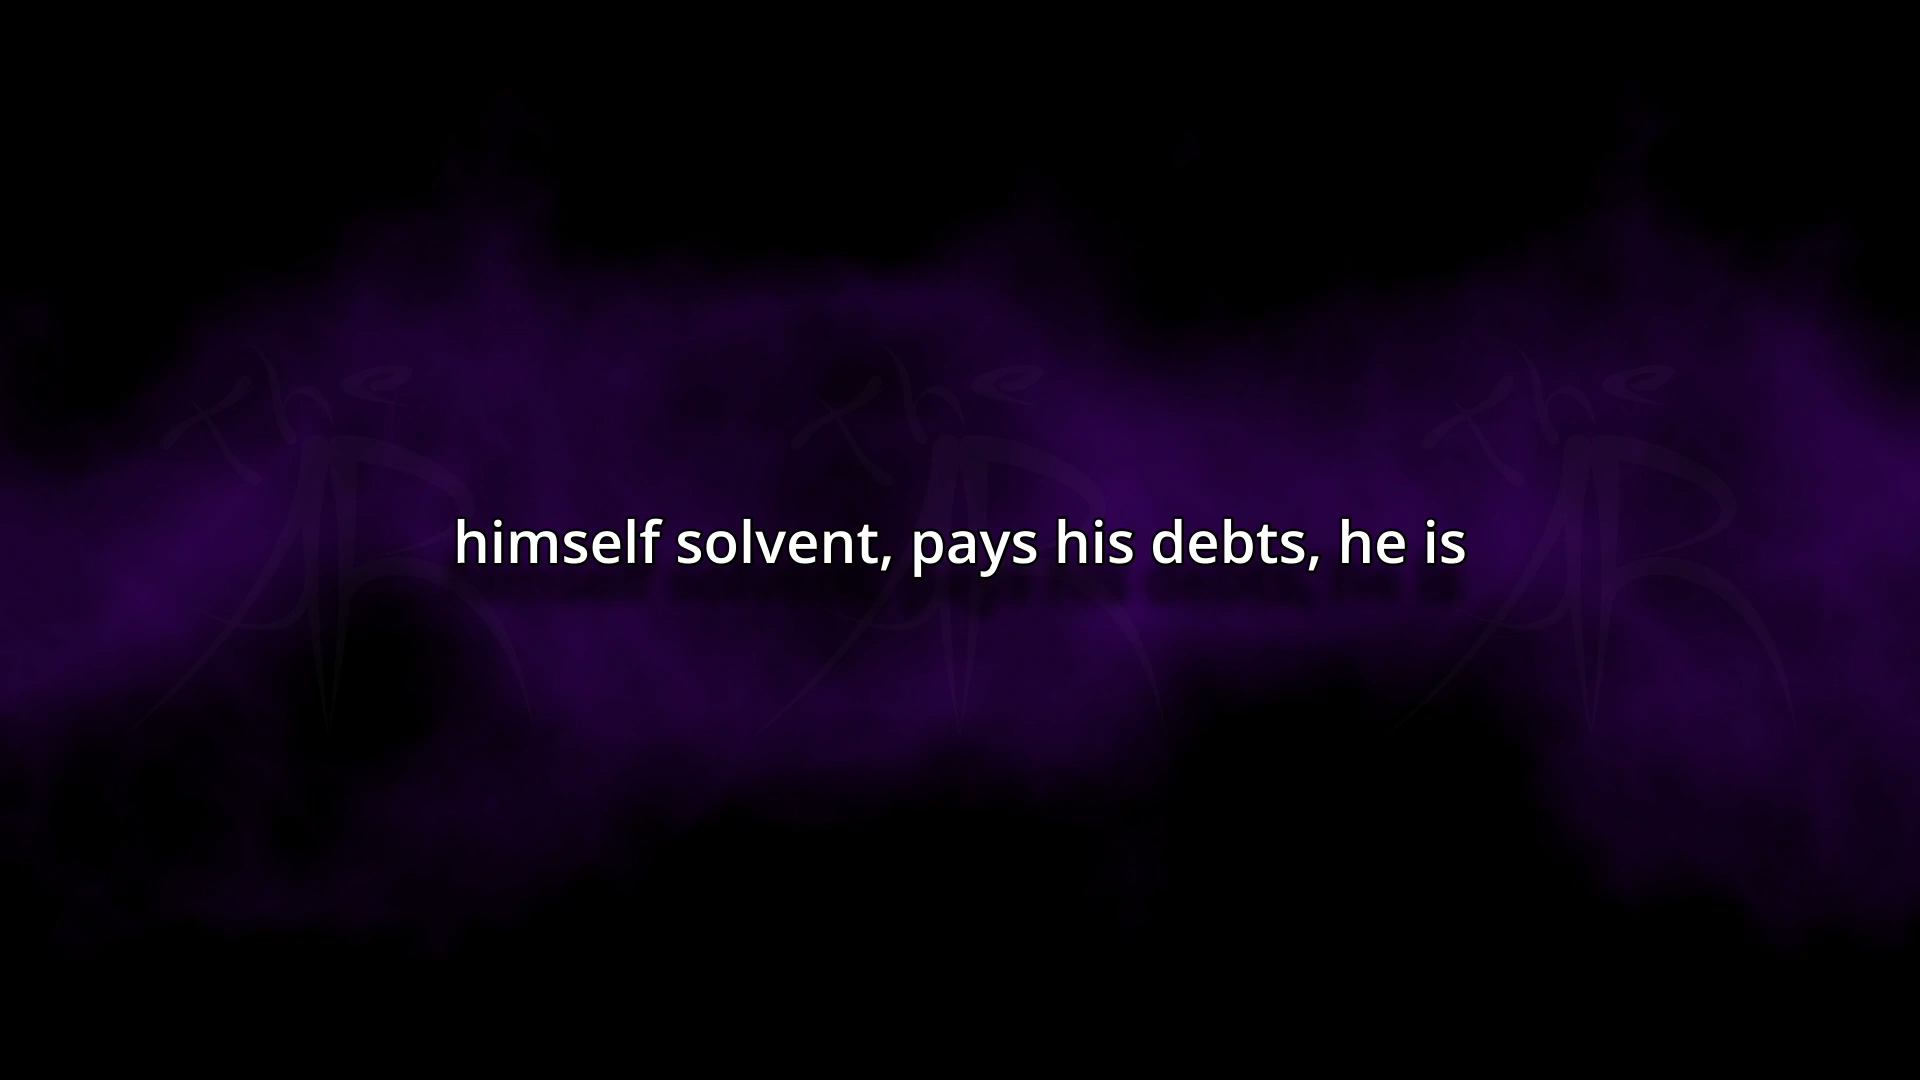 himself solvent, pays his debts, he is